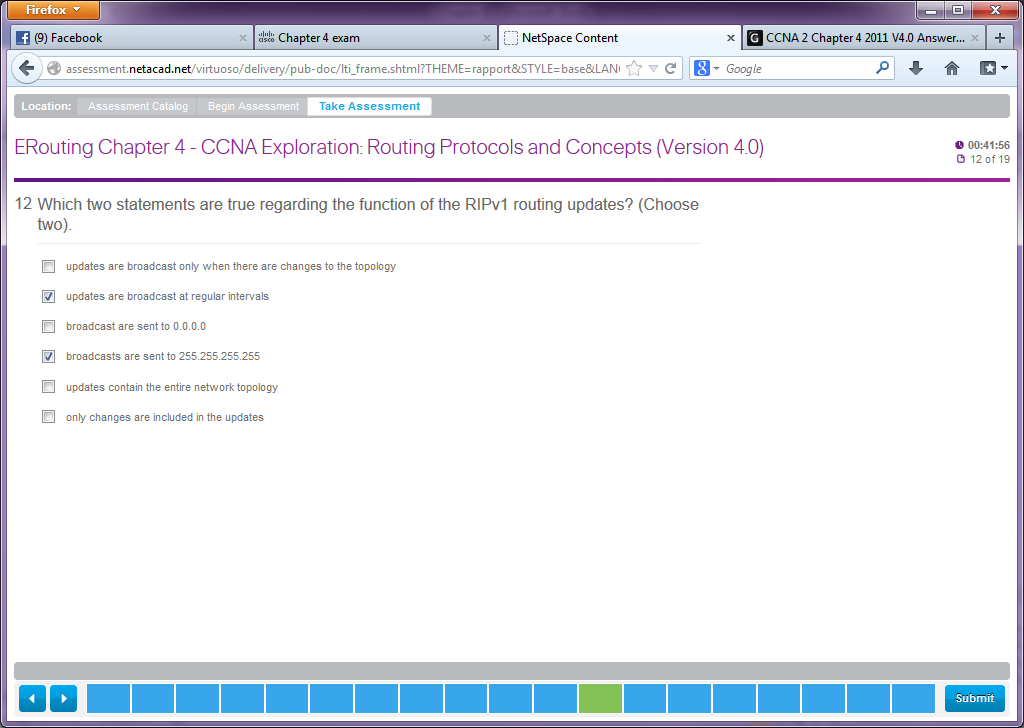 Firefox
(9) Facebook
Chapter 4 exam
NetSpace Content
CCNA 2 Chapter 4 2011 V4.0 Answer...
assessment.netacad.net/virtuoso/delivery/pub-doc/lti_frame.shtml?THEME=rapport&STYLE=base&LAN
Google
Location: Assessment Catalog Begin Assessment Take Assessment
ERouting Chapter 4 - CCNA Exploration: Routing Protocols and Concepts (Version 4.0)
00:41:56
12 of 19
12 Which two statements are true regarding the function of the RIPv1 routing updates? (Choose
two).
updates are broadcast only when there are changes to the topology
updates are broadcast at regular intervals
broadcast are sent to 0.0.0.0
broadcasts are sent to 255.255.255.255
updates contain the entire network topology
only changes are included in the updates
Submit